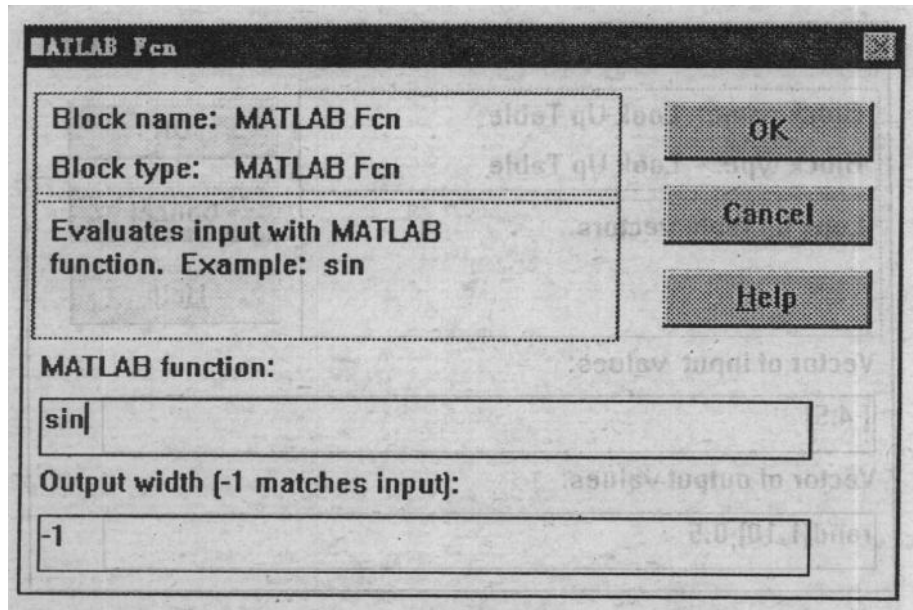 MATLAB Fcn
Block name: MATLAB Fcn
Block type: MATLAB Fcn
Evaluates input with MATLAB
function. Example: sin
OK
Cancel
Help
MATLAB function:
sin
Output width (-1 matches input):
-1